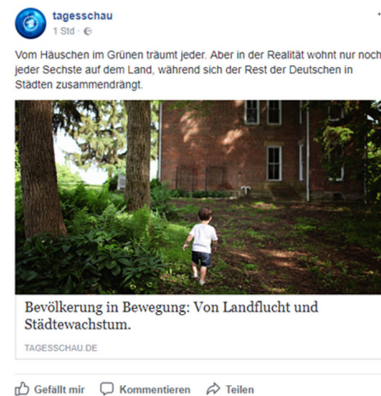 tagesschau
1 Std ·
Vom Häuschen im Grünen träumt jeder. Aber in der Realität wohnt nur noch
jeder Sechste auf dem Land, während sich der Rest der Deutschen in
Städten zusammendrängt.
Bevölkerung in Bewegung: Von Landflucht und
Städtewachstum.
TAGESSCHAU.DE
Gefällt mir Kommentieren Teilen